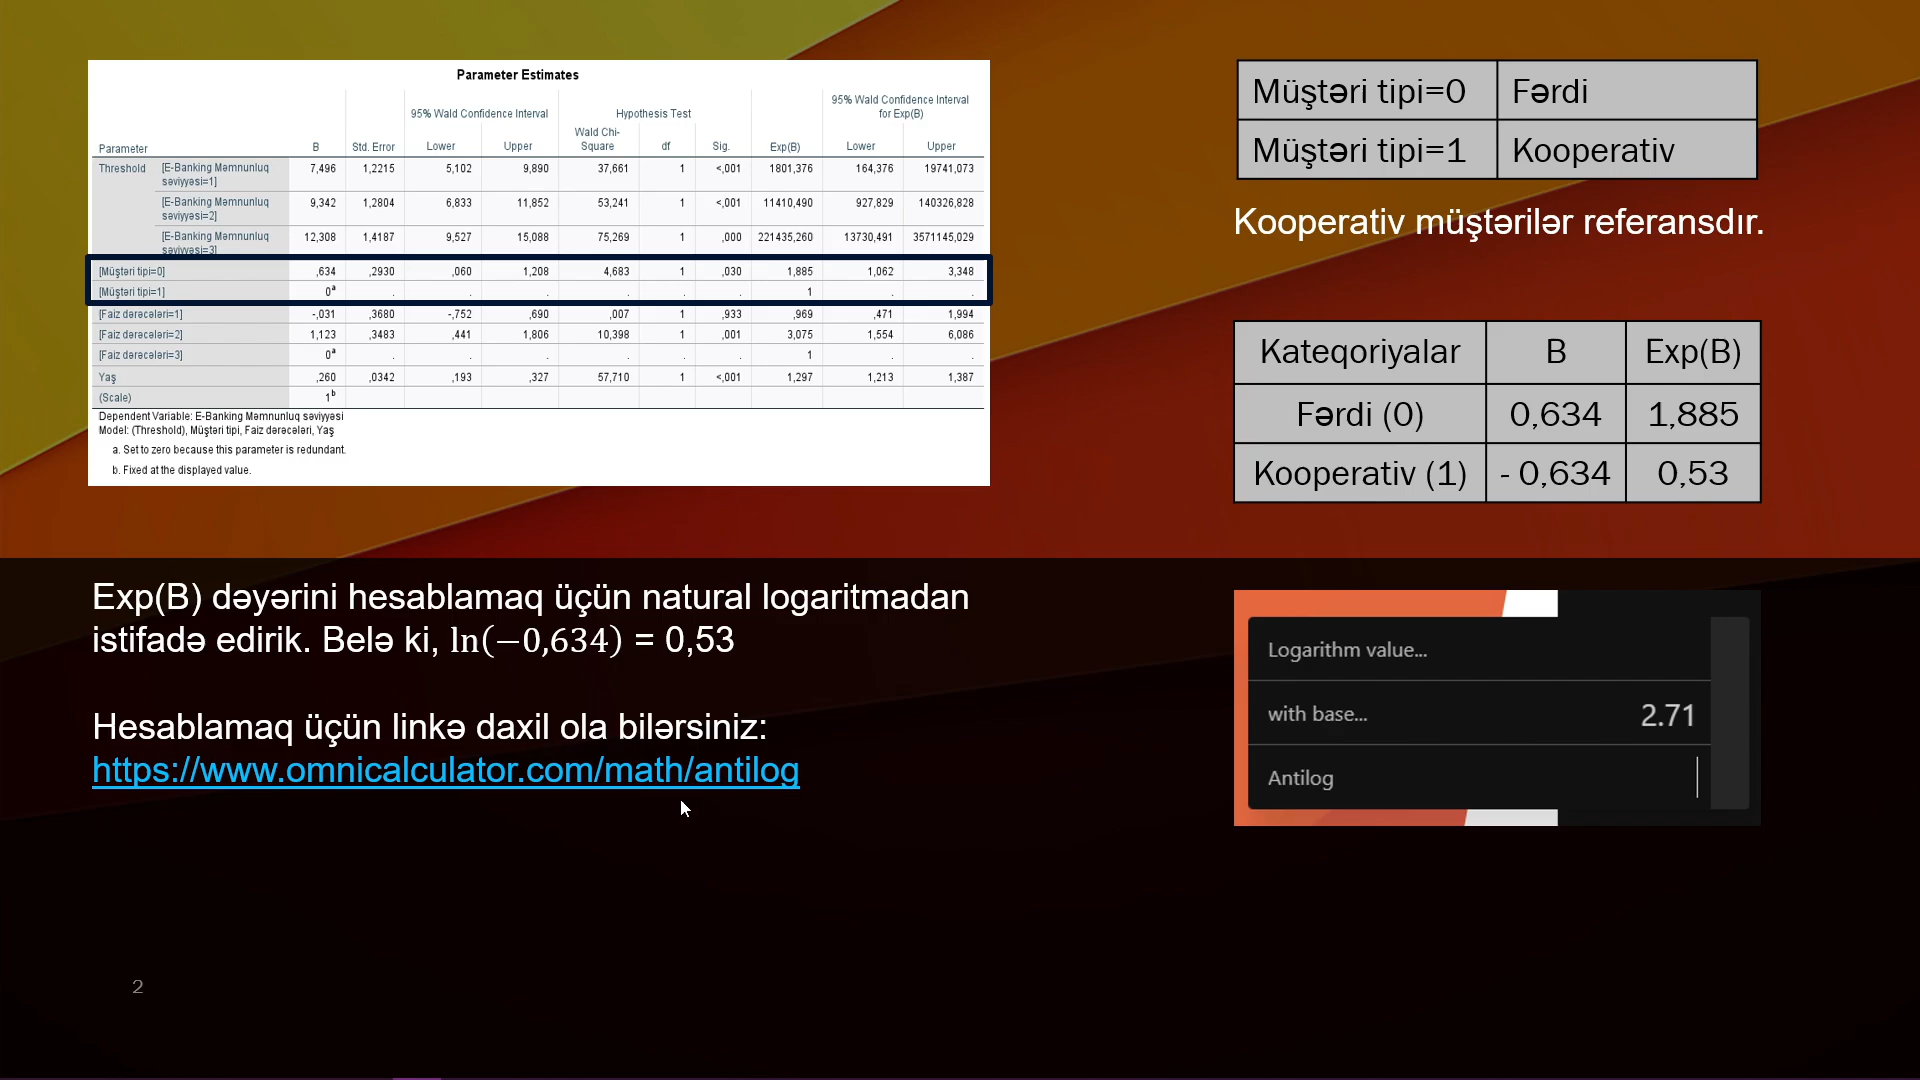 Parameter Estimates
95% Wald Confidence Interval Hypothesis Test 95% Wald Confidence Interval for Exp(B)
Parameter B Std. Error Lower Upper Wald Chi-Square df Sig. Exp(B) Lower Upper
Threshold [E-Banking Məmnunluq səviyyəsi=1] 7,496 1,2215 5,102 9,890 37,661 1 <,001 1801,376 164,376 19741,073
[E-Banking Məmnunluq səviyyəsi=2] 9,342 1,2804 6,833 11,852 53,241 1 <,001 11410,490 927,829 140326,828
[E-Banking Məmnunluq səviyyəsi=3] 12,308 1,4187 9,527 15,088 75,269 1 ,000 221435,260 13730,491 3571145,029
[Müştəri tipi=0] ,634 ,2930 ,060 1,208 4,683 1 ,030 1,885 1,062 3,348
[Müştəri tipi=1] 0a . . . . . . 1 . .
[Faiz dərəcələri=1] -,031 ,3680 -,752 ,690 ,007 1 ,933 ,969 ,471 1,994
[Faiz dərəcələri=2] 1,123 ,3483 ,441 1,806 10,398 1 ,001 3,075 1,554 6,086
[Faiz dərəcələri=3] 0a . . . . . . 1 . .
Yaş ,260 ,0342 ,193 ,327 57,710 1 <,001 1,297 1,213 1,387
(Scale) 1b
Dependent Variable: E-Banking Məmnunluq səviyyəsi
Model: (Threshold), Müştəri tipi, Faiz dərəcələri, Yaş
a. Set to zero because this parameter is redundant.
b. Fixed at the displayed value.
Müştəri tipi=0 Fərdi
Müştəri tipi=1 Kooperativ
Kooperativ müştərilər referansdır.
Kateqoriyalar B Exp(B)
Fərdi (0) 0,634 1,885
Kooperativ (1) - 0,634 0,53
Exp(B) dəyərini hesablamaq üçün natural logaritmadan
istifadə edirik. Belə ki, ln(−0,634) = 0,53
Hesablamaq üçün linkə daxil ola bilərsiniz:
https://www.omnicalculator.com/math/antilog
Logarithm value...
with base... 2.71
Antilog
2